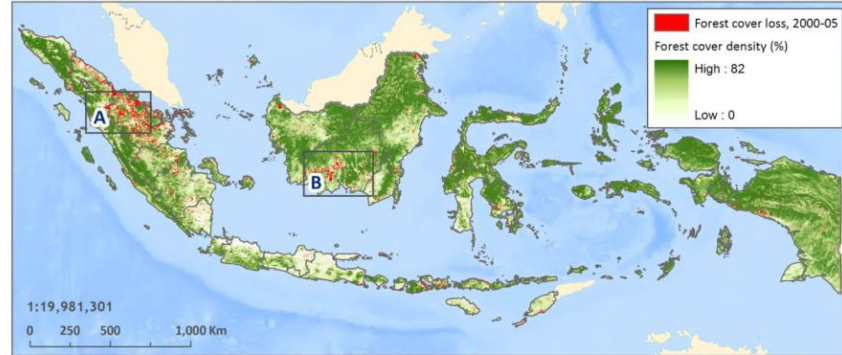 Forest cover loss, 2000-05
Forest cover density (%)
High : 82
Low : 0
A
B
1:19,981,301
0 250 500 1,000 Km